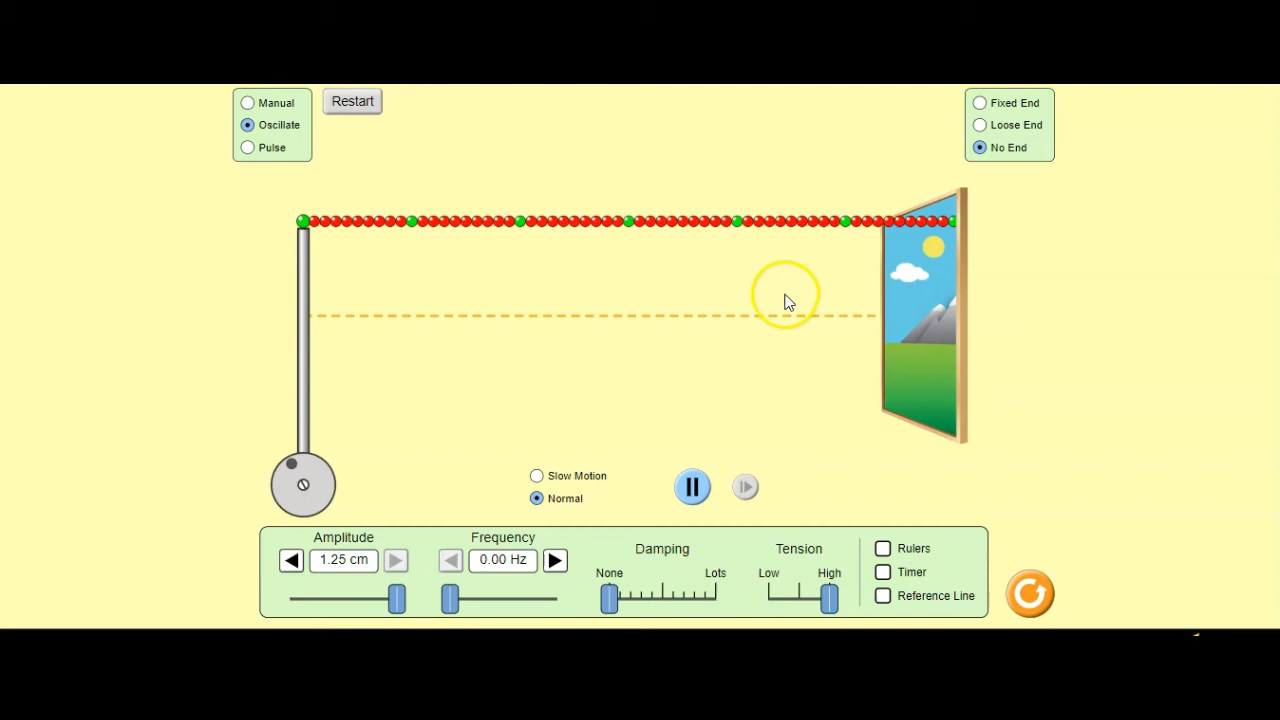 Manual
Oscillate
Pulse
Restart
Fixed End
Loose End
No End
Slow Motion
Normal
Amplitude
1.25 cm
Frequency
0.00 Hz
Damping
None
Lots
Tension
Low
High
Rulers
Timer
Reference Line